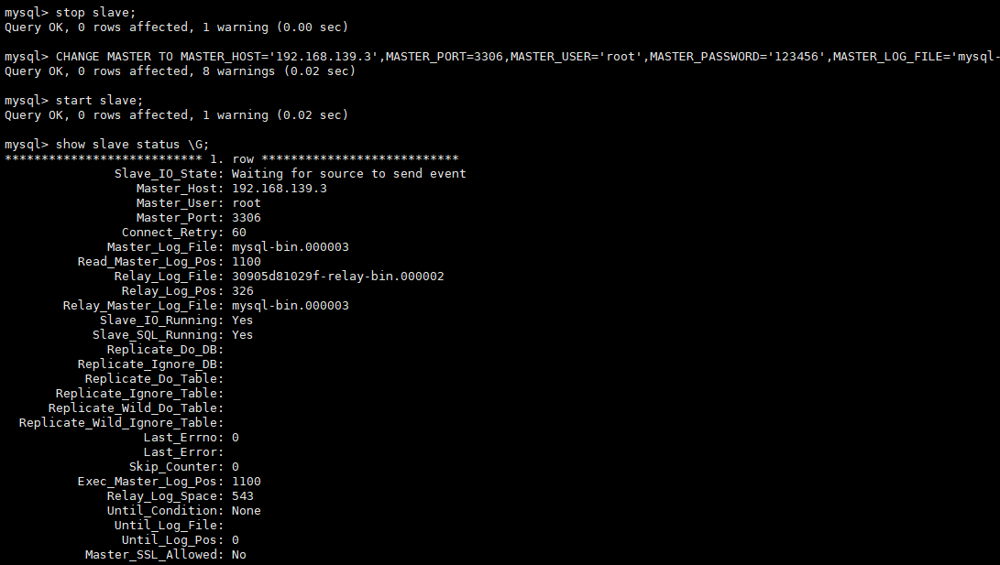 mysql> stop slave;
Query OK, 0 rows affected, 1 warning (0.00 sec)
mysql> CHANGE MASTER TO MASTER_HOST='192.168.139.3',MASTER_PORT=3306,MASTER_USER='root',MASTER_PASSWORD='123456',MASTER_LOG_FILE='mysql-
Query OK, 0 rows affected, 8 warnings (0.02 sec)
mysql> start slave;
Query OK, 0 rows affected, 1 warning (0.02 sec)
mysql> show slave status \G;
*************************** 1. row ***************************
Slave_IO_State: Waiting for source to send event
Master_Host: 192.168.139.3
Master_User: root
Master_Port: 3306
Connect_Retry: 60
Master_Log_File: mysql-bin.000003
Read_Master_Log_Pos: 1100
Relay_Log_File: 30905d81029f-relay-bin.000002
Relay_Log_Pos: 326
Relay_Master_Log_File: mysql-bin.000003
Slave_IO_Running: Yes
Slave_SQL_Running: Yes
Replicate_Do_DB:
Replicate_Ignore_DB:
Replicate_Do_Table:
Replicate_Ignore_Table:
Replicate_Wild_Do_Table:
Replicate_Wild_Ignore_Table:
Last_Errno: 0
Last_Error:
Skip_Counter: 0
Exec_Master_Log_Pos: 1100
Relay_Log_Space: 543
Until_Condition: None
Until_Log_File:
Until_Log_Pos: 0
Master_SSL_Allowed: No